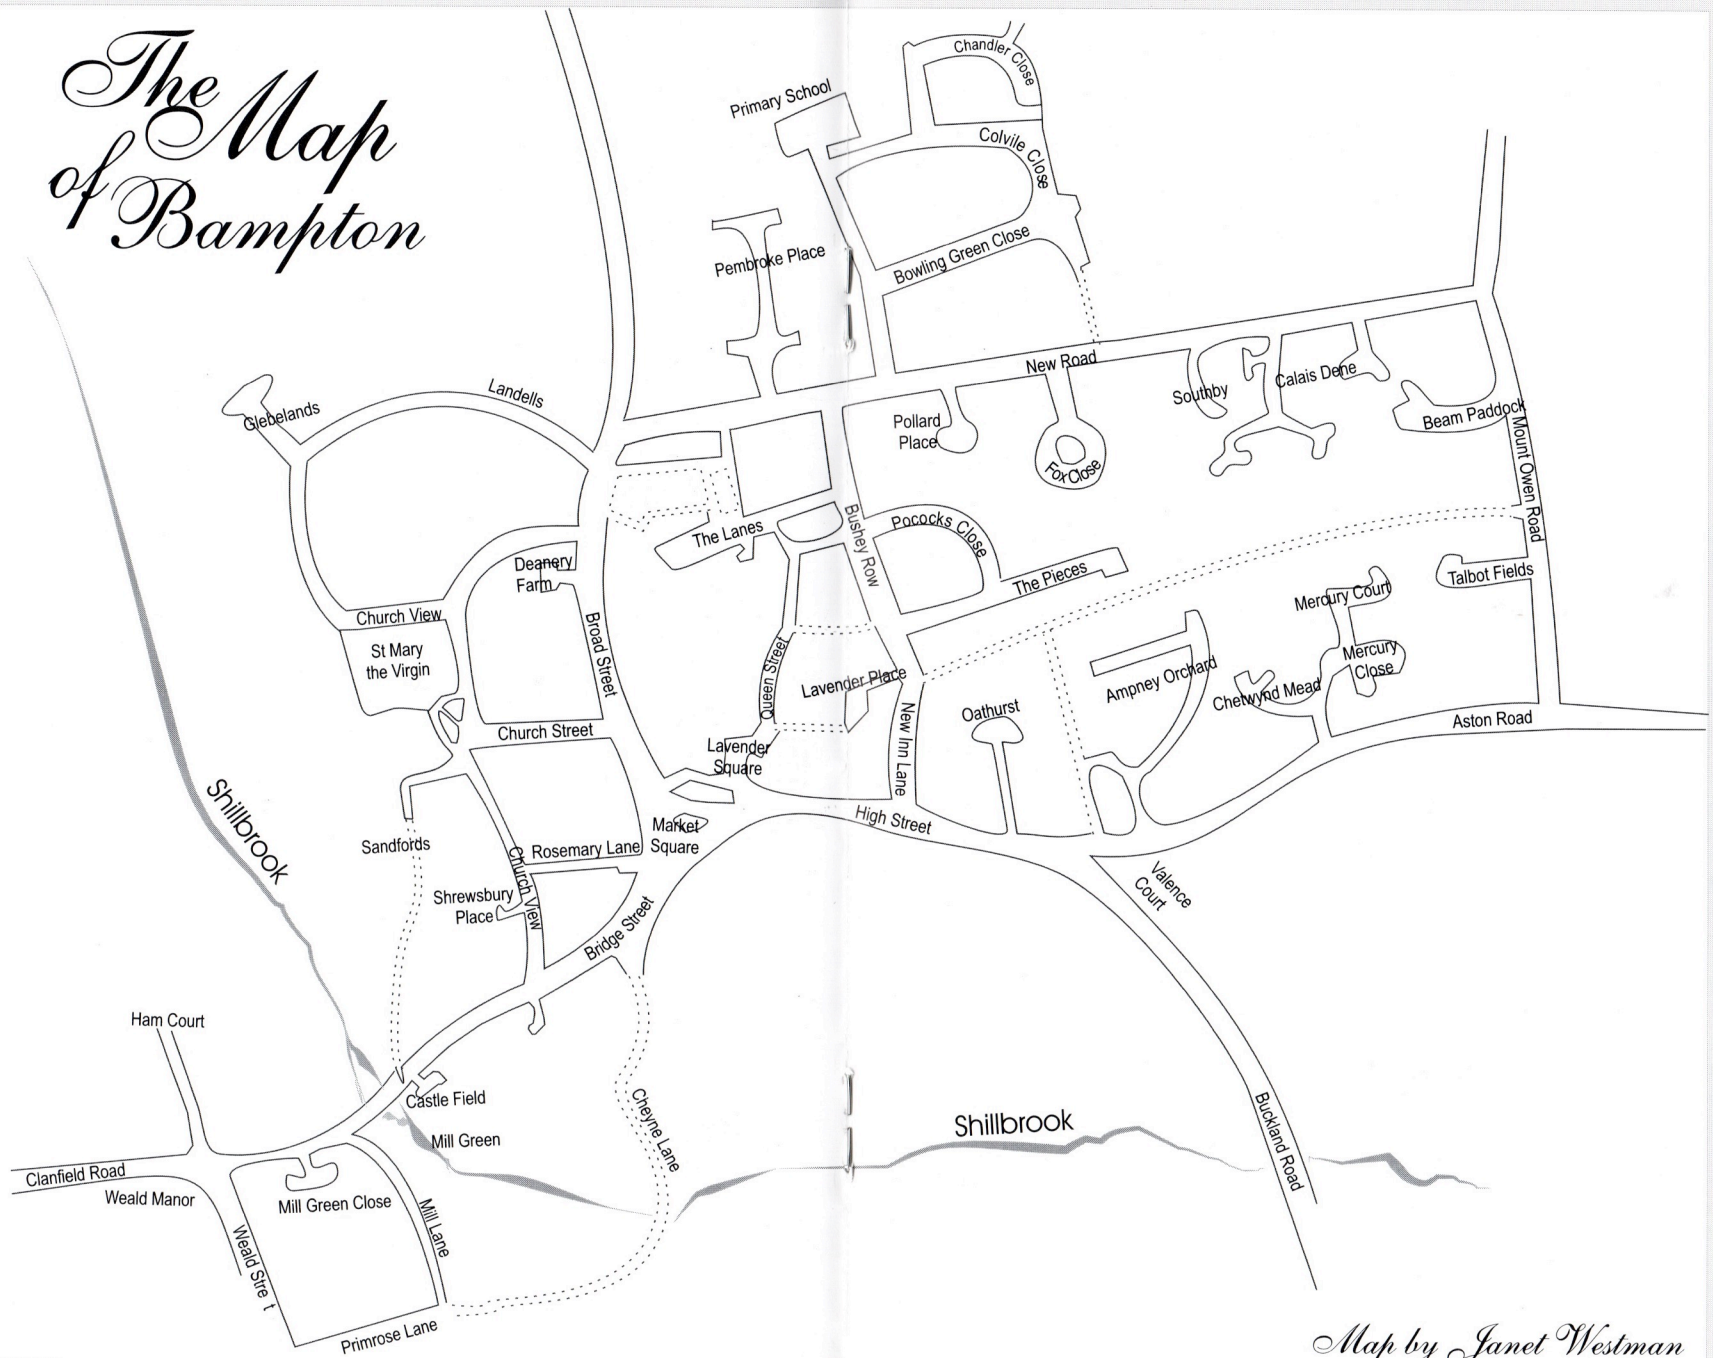 The
Map
of
Bampton
Chandler Close
Primary School
Colvile Close
Bowling Green Close
Pembroke Place
New Road
Landells
Glebelands
Southby
Calais Dene
Beam Paddock
Pollard
Place
Fox Close
Mount Owen Road
The Lanes
Bushey Row
Pococks Close
The Pieces
Deanery
Farm
Talbot Fields
Mercury Court
Church View
Broad Street
St Mary
the Virgin
Queen Street
Lavender Place
Ampney Orchard
Mercury
Close
Chetwynd Mead
Oathurst
New Inn Lane
Aston Road
Church Street
Lavender
Square
Shillbrook
High Street
Market
Square
Sandfords
Rosemary Lane
Church View
Valence
Court
Shrewsbury
Place
Bridge Street
Ham Court
Castle Field
Cheyne Lane
Shillbrook
Buckland Road
Mill Green
Clanfield Road
Weald Manor
Mill Green Close
Mill Lane
Weald Stre t
Primrose Lane
Map by Janet Westman